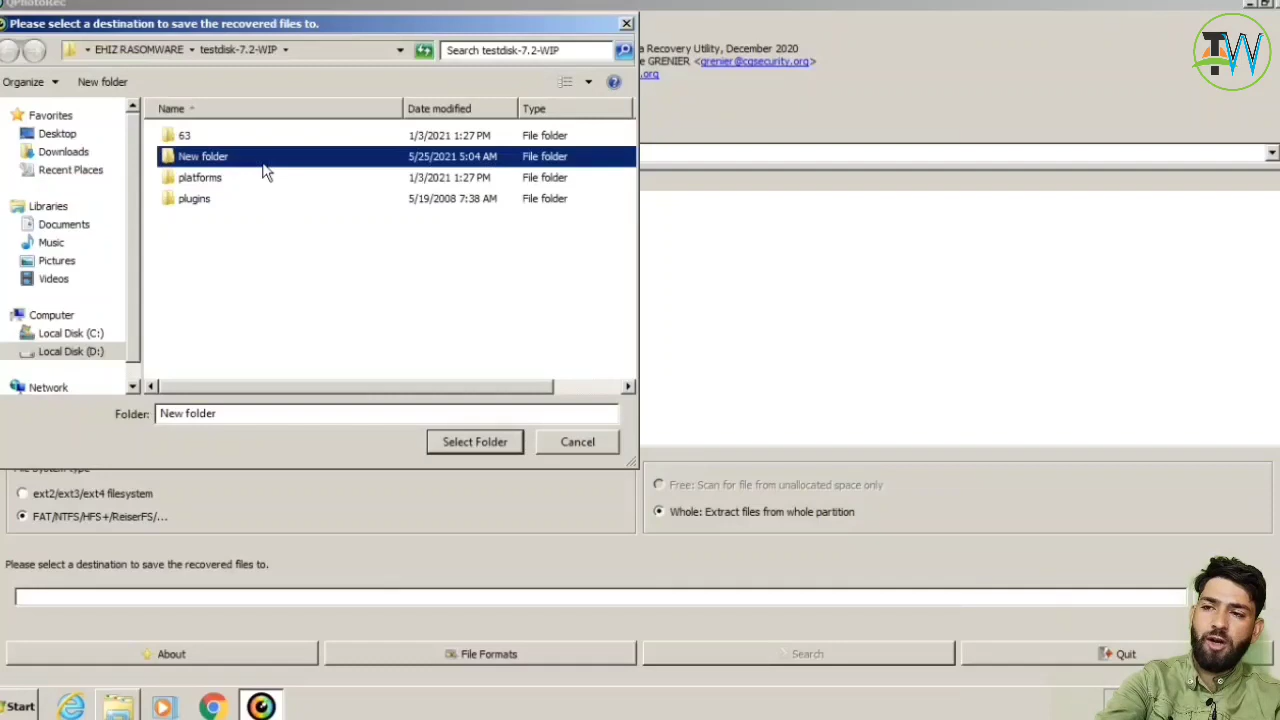 QPhotoRec
Please select a destination to save the recovered files to.
EHIZ RASOMWARE testdisk-7.2-WIP
Search testdisk-7.2-WIP
Organize New folder
Favorites
Desktop
Downloads
Recent Places
Libraries
Documents
Music
Pictures
Videos
Computer
Local Disk (C:)
Local Disk (D:)
Network
Name Date modified Type
63 1/3/2021 1:27 PM File folder
New folder 5/25/2021 5:04 AM File folder
platforms 1/3/2021 1:27 PM File folder
plugins 5/19/2008 7:38 AM File folder
Folder: New folder
Select Folder Cancel
a Recovery Utility, December 2020
e GRENIER <grenier@cgsecurity.org>
.org
TW
ext2/ext3/ext4 filesystem
FAT/NTFS/HFS+/ReiserFS/...
Free: Scan for file from unallocated space only
Whole: Extract files from whole partition
Please select a destination to save the recovered files to.
About File Formats Search Quit
Start